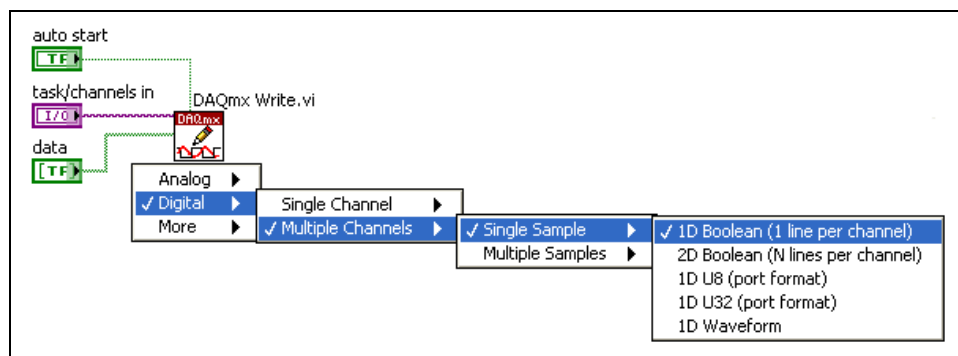 auto start
TF
task/channels in
I/O
DAQmx Write.vi
DAQmx
data
[TF]
Analog
✓ Digital
More
Single Channel
✓ Multiple Channels
✓ Single Sample
Multiple Samples
✓ 1D Boolean (1 line per channel)
2D Boolean (N lines per channel)
1D U8 (port format)
1D U32 (port format)
1D Waveform